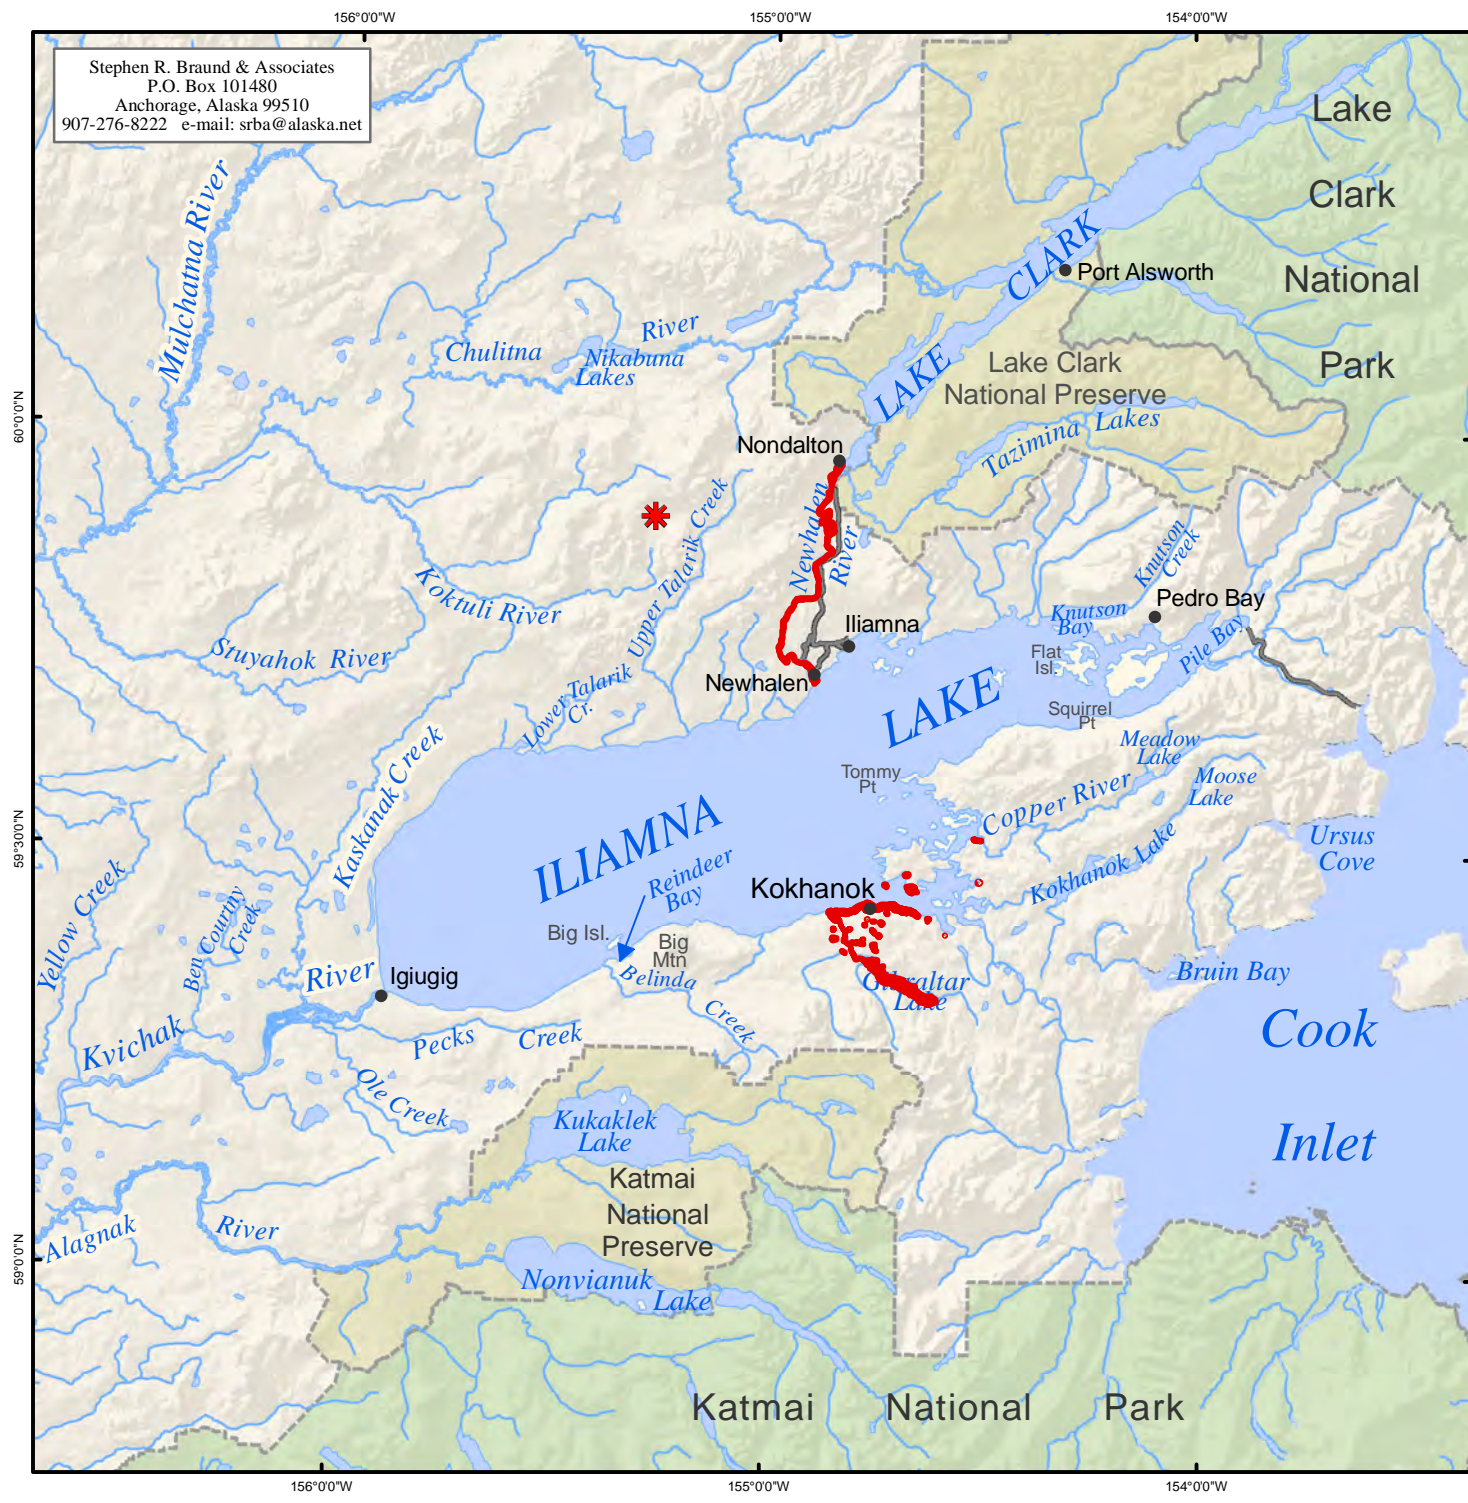 156°0'0"W
155°0'0"W
154°0'0"W
Stephen R. Braund & Associates
P.O. Box 101480
Anchorage, Alaska 99510
907-276-8222 e-mail: srba@alaska.net
Lake
Clark
National
Park
Mulchatna River
LAKE CLARK
Port Alsworth
Chulitna River
Nikabuna
Lakes
Lake Clark
National Preserve
60°0'0"N
Tazimina Lakes
Nondalton
Newhalen
River
Upper Talarik Creek
Koktuli River
Knutson
Creek
Knutson
Bay
Pedro Bay
Iliamna
Stuyahok River
Flat
Isl.
Pile Bay
Lower Talarik
Cr.
Newhalen
Squirrel
Pt
ILIAMNA LAKE
Meadow
Lake
Moose
Lake
Tommy
Pt
Copper River
Kaskanak Creek
59°30'0"N
Ursus
Cove
Kokhanok Lake
Reindeer
Bay
Kokhanok
Yellow Creek
Ben Courtny
Creek
Big Isl.
Big
Mtn
Belinda
Creek
Gibraltar
Lake
Bruin Bay
Igiugig
Kvichak River
Pecks Creek
Cook
Inlet
Ole Creek
Kukaklek
Lake
Katmai
National
Preserve
Alagnak River
59°0'0"N
Nonvianuk
Lake
Katmai National Park
156°0'0"W
155°0'0"W
154°0'0"W